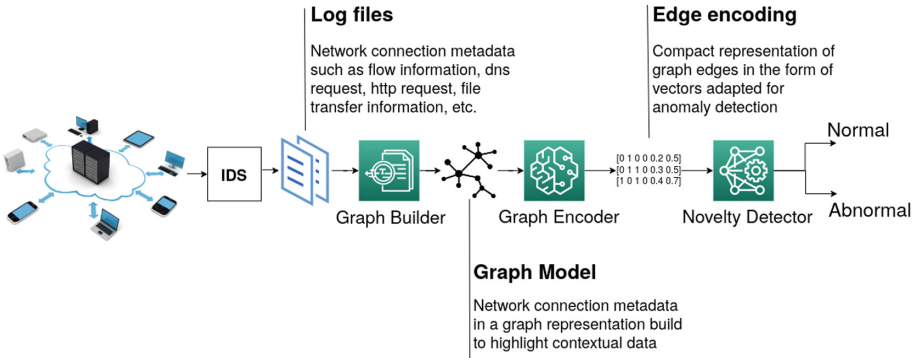 Log files
Network connection metadata
such as flow information, dns
request, http request, file
transfer information, etc.
Edge encoding
Compact representation of
graph edges in the form of
vectors adapted for
anomaly detection
IDS
Graph Builder
Graph Encoder
[0 1 0 0 0.2 0.5]
[0 1 1 0 0.3 0.5]
[1 0 1 0 0.4 0.7]
Novelty Detector
Normal
Abnormal
Graph Model
Network connection metadata
in a graph representation build
to highlight contextual data